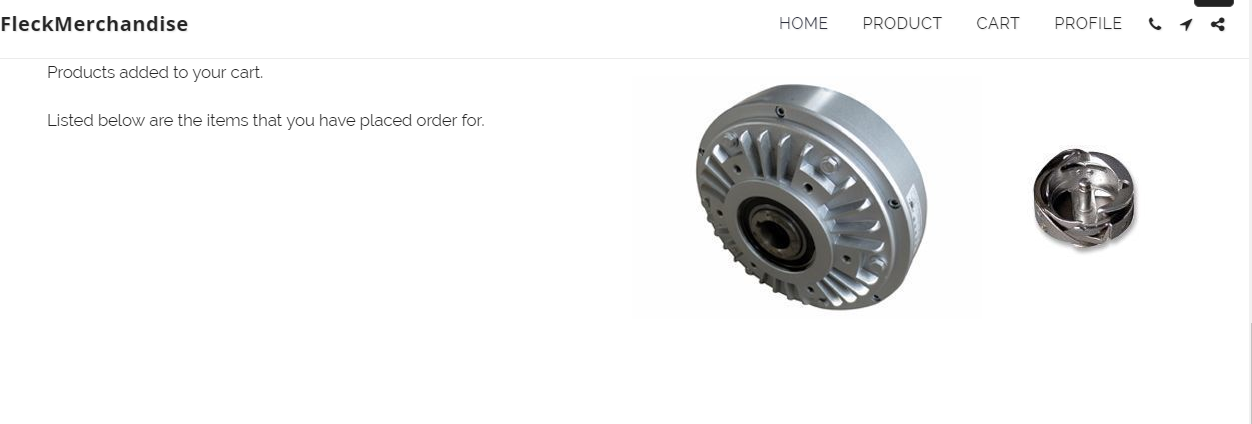 FleckMerchandise
HOME PRODUCT CART PROFILE
Products added to your cart.
Listed below are the items that you have placed order for.